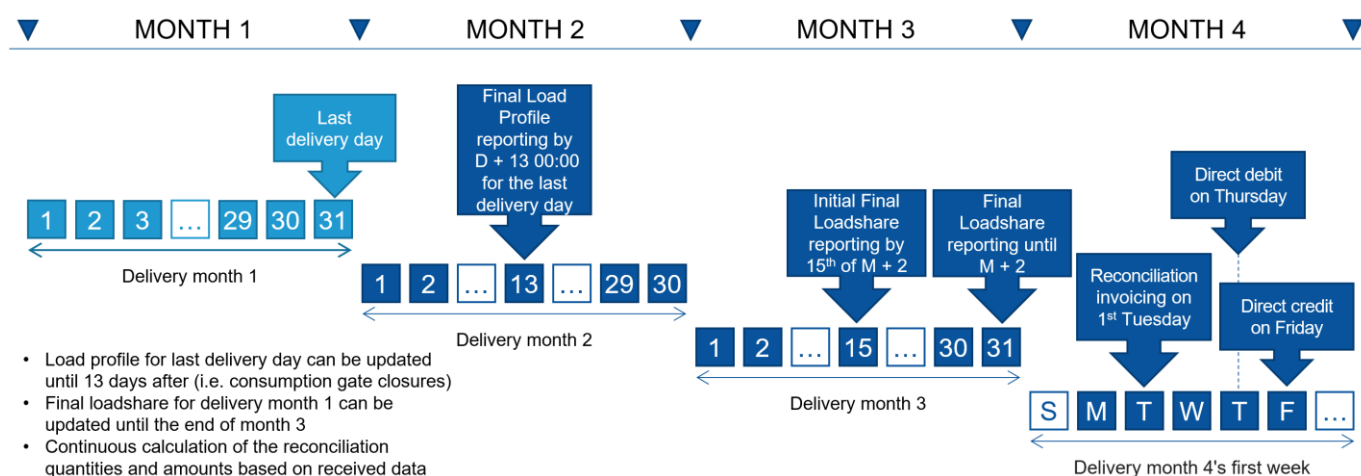 MONTH 1
MONTH 2
MONTH 3
MONTH 4
Last
delivery day
1 2 3 ... 29 30 31
Delivery month 1
Final Load
Profile
reporting by
D + 13 00:00
for the last
delivery day
1 2 ... 13 ... 29 30
Delivery month 2
Initial Final
Loadshare
reporting by
15th of M + 2
Final
Loadshare
reporting until
M + 2
1 2 ... 15 ... 30 31
Delivery month 3
Reconciliation
invoicing on
1st Tuesday
Direct debit
on Thursday
Direct credit
on Friday
S M T W T F ...
Delivery month 4's first week
• Load profile for last delivery day can be updated
until 13 days after (i.e. consumption gate closures)
• Final loadshare for delivery month 1 can be
updated until the end of month 3
• Continuous calculation of the reconciliation
quantities and amounts based on received data